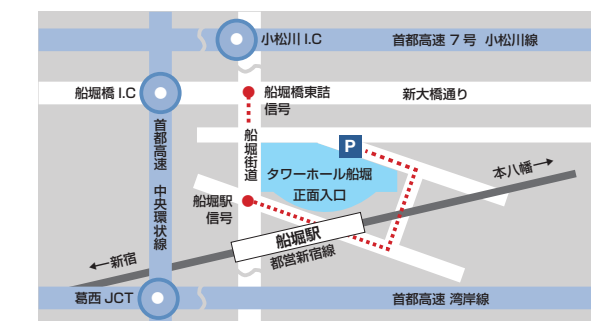 小松川 I.C
首都高速 7 号 小松川線
船堀橋 I.C
船堀橋東詰
信号
新大橋通り
首都高速 中央環状線
船堀街道
P
タワーホール船堀
正面入口
本八幡→
船堀駅
信号
船堀駅
都営新宿線
←新宿
葛西 JCT
首都高速 湾岸線